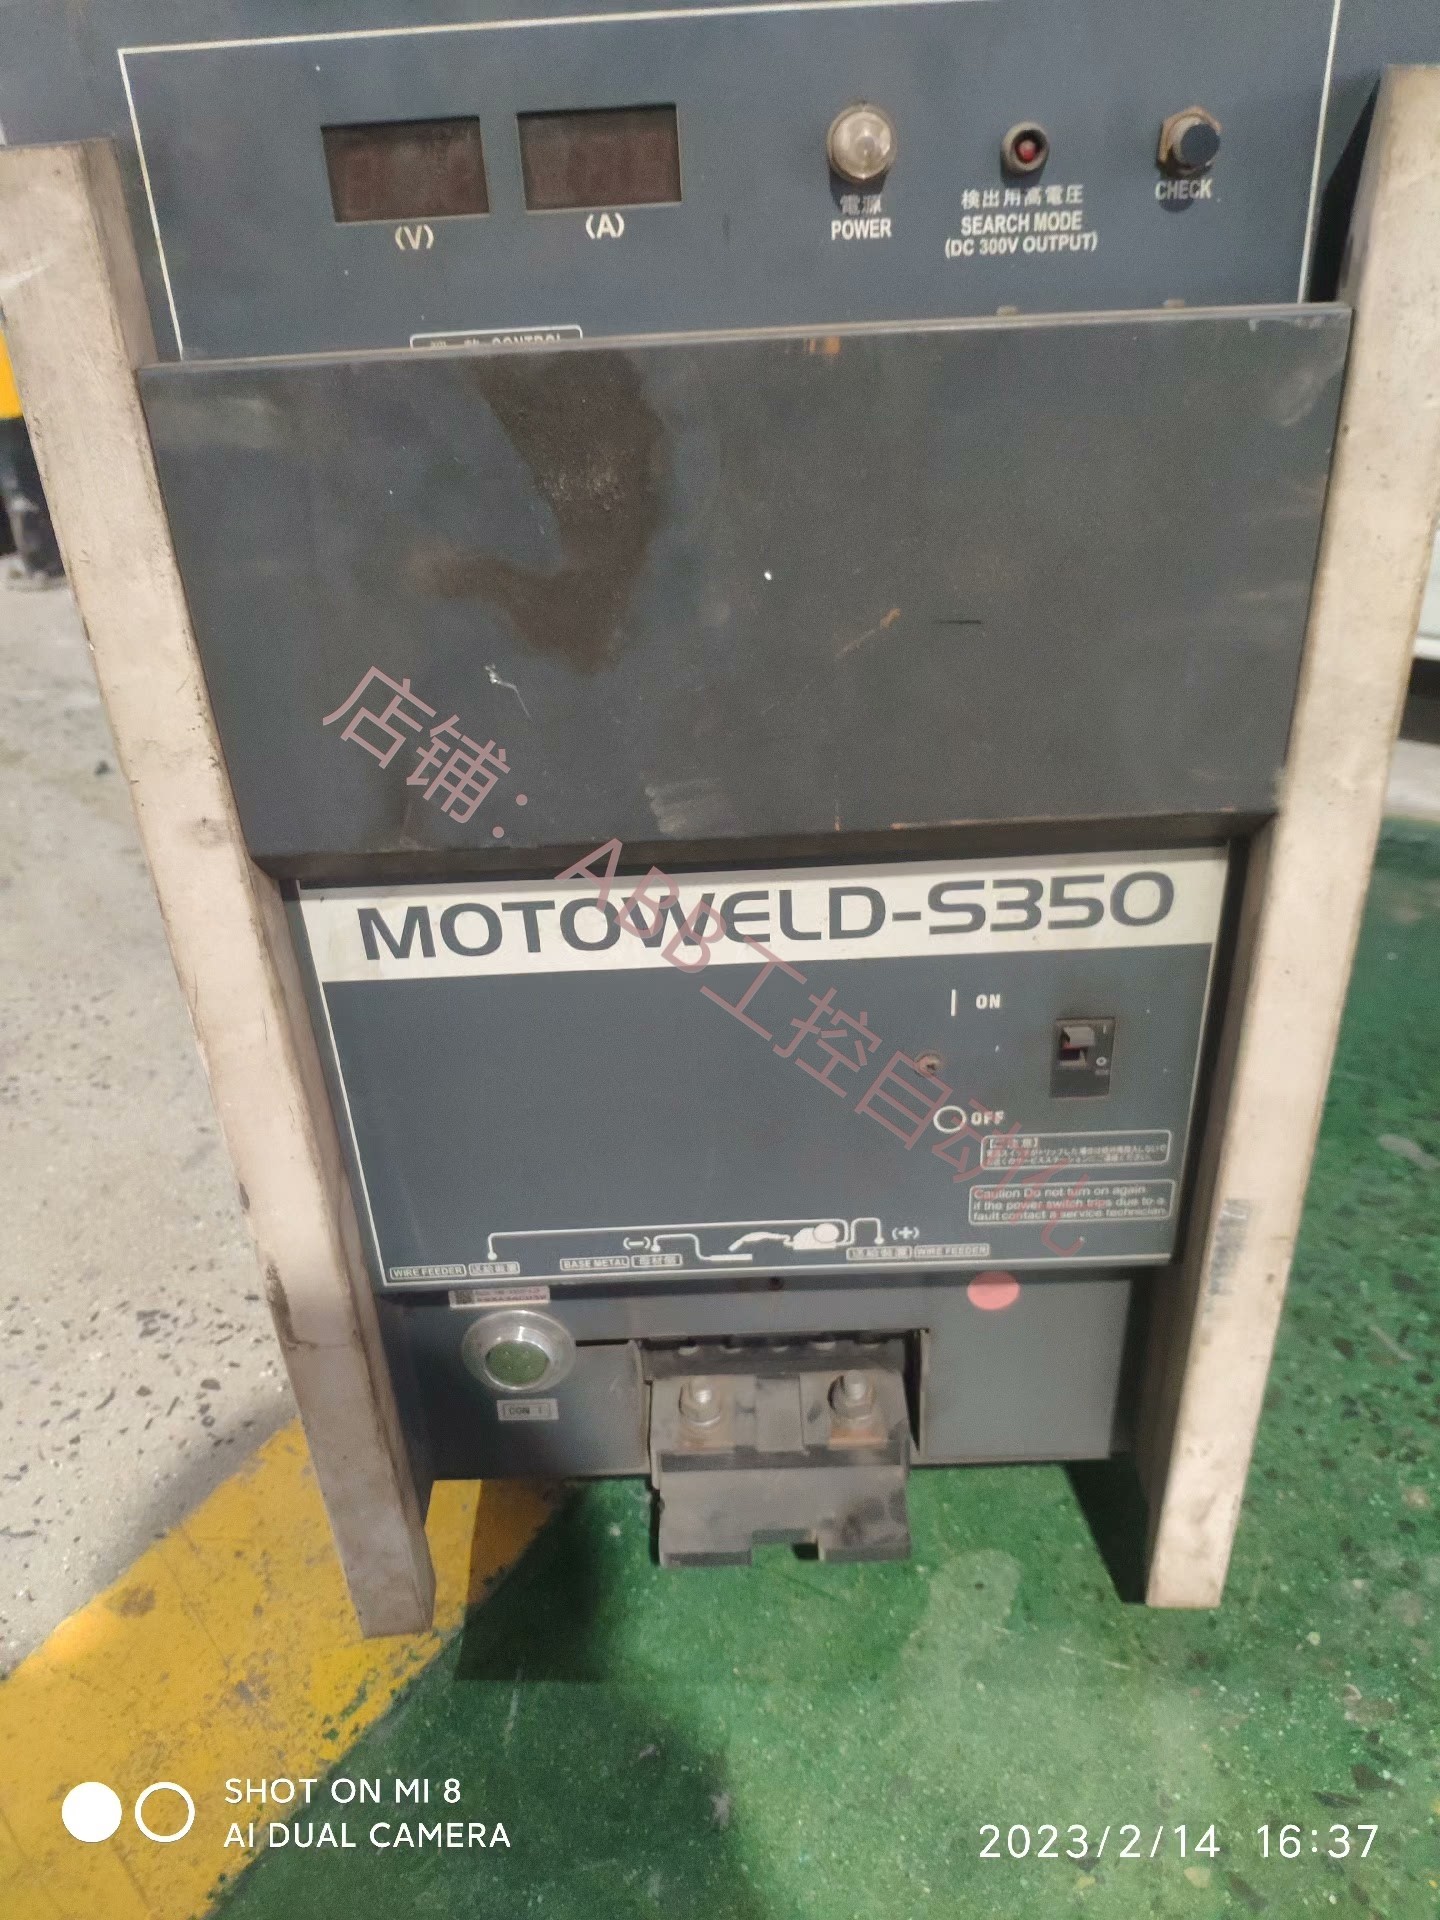 (V)
(A)
電源
POWER
検出用高電圧
SEARCH MODE
(DC 300V OUTPUT)
CHECK
CONTROL
店铺：ABB工控自动化
MOTOWELD-S350
ON
OFF
Caution Do not turn on again
if the power switch trips due to a
fault contact a service technician
(−)
(+)
WIRE FEEDER
BASE METAL
WIRE FEEDER
CON 1
SHOT ON MI 8
AI DUAL CAMERA
2023/2/14 16:37